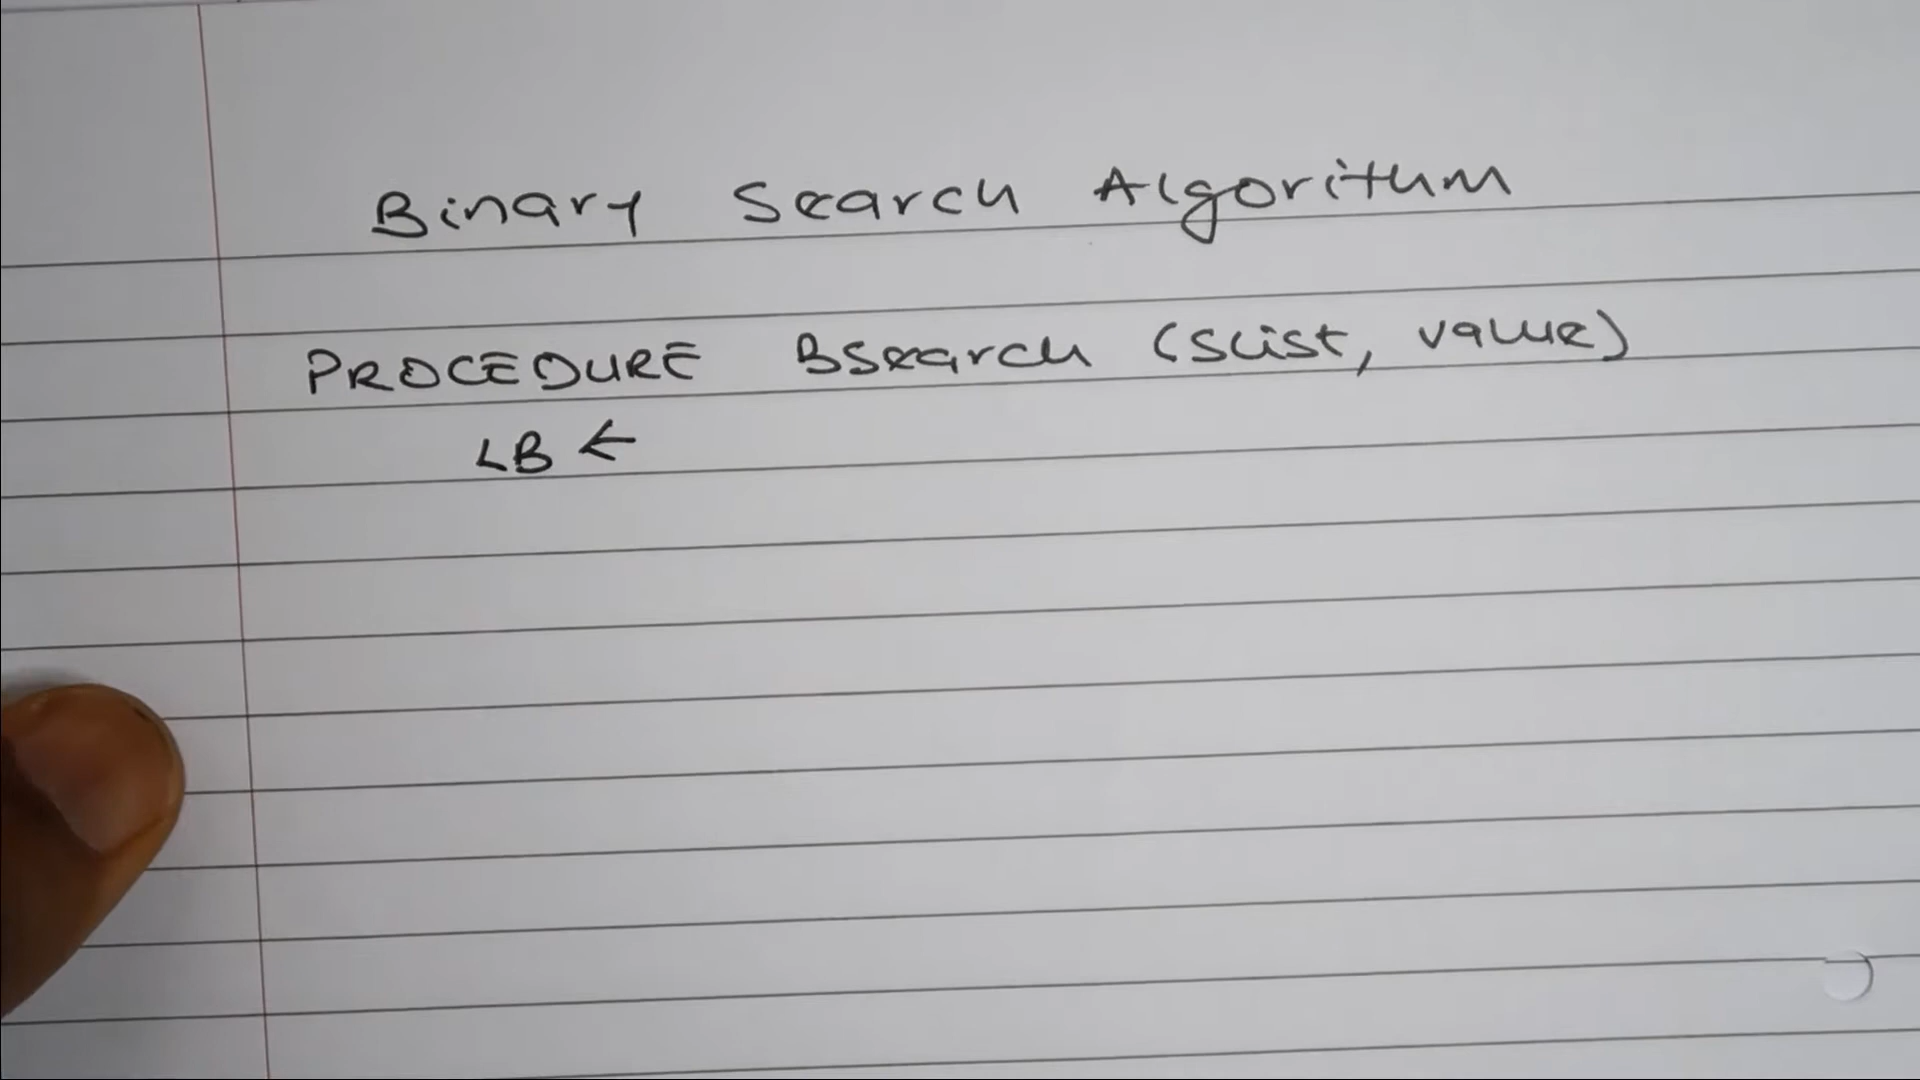 Binary Search Algorithm
PROCEDURE Bsearch (slist, value)
LB ←